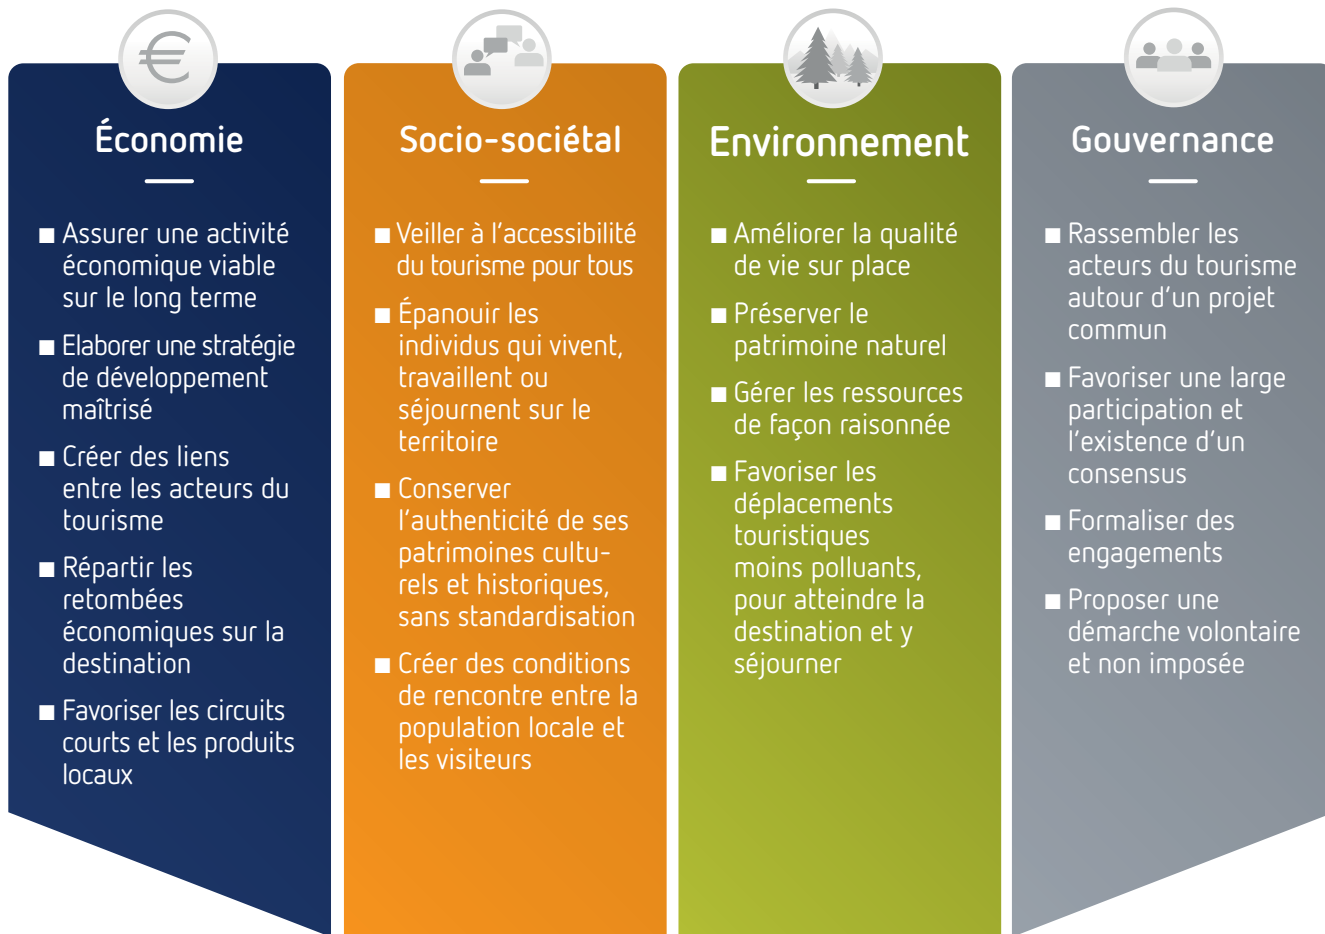 €
Économie
■ Assurer une activité
économique viable
sur le long terme
■ Elaborer une stratégie
de développement
maîtrisé
■ Créer des liens
entre les acteurs du
tourisme
■ Répartir les
retombées
économiques sur la
destination
■ Favoriser les circuits
courts et les produits
locaux
Socio-sociétal
■ Veiller à l'accessibilité
du tourisme pour tous
■ Épanouir les
individus qui vivent,
travaillent ou
séjournent sur le
territoire
■ Conserver
l'authenticité de ses
patrimoines cultu-
rels et historiques,
sans standardisation
■ Créer des conditions
de rencontre entre la
population locale et
les visiteurs
Environnement
■ Améliorer la qualité
de vie sur place
■ Préserver le
patrimoine naturel
■ Gérer les ressources
de façon raisonnée
■ Favoriser les
déplacements
touristiques
moins polluants,
pour atteindre la
destination et y
séjourner
Gouvernance
■ Rassembler les
acteurs du tourisme
autour d'un projet
commun
■ Favoriser une large
participation et
l'existence d'un
consensus
■ Formaliser des
engagements
■ Proposer une
démarche volontaire
et non imposée